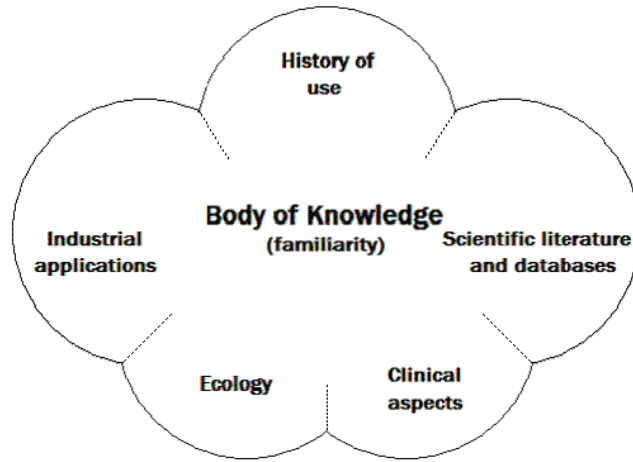 History of
use
Body of Knowledge
(familiarity)
Industrial
applications
Scientific literature
and databases
Ecology
Clinical
aspects